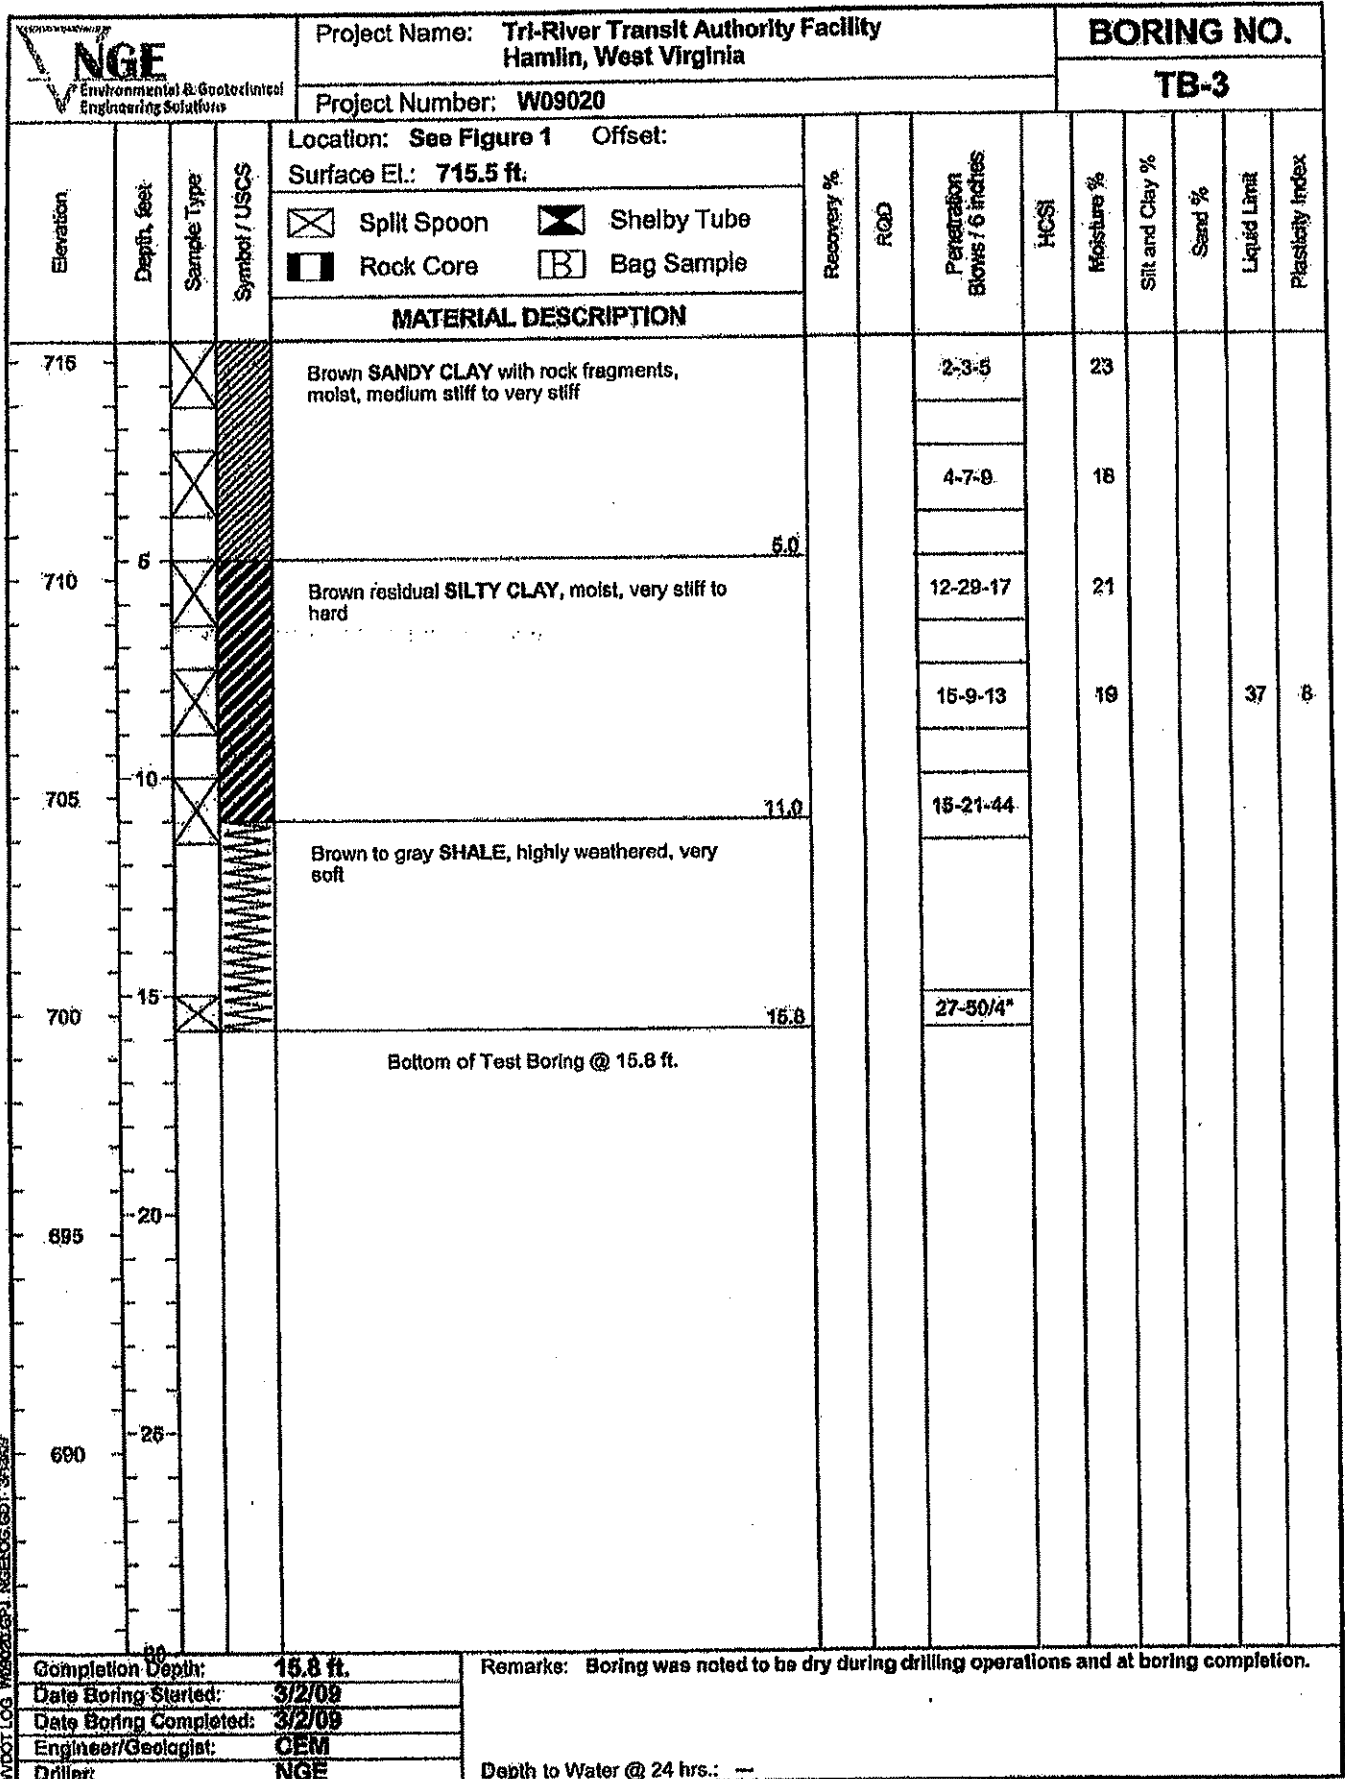 NGE
Environmental & Geotechnical
Engineering Solutions
Project Name: Tri-River Transit Authority Facility
Hamlin, West Virginia
Project Number: W09020
BORING NO.
TB-3
Location: See Figure 1 Offset:
Surface El.: 715.5 ft.
Split Spoon Shelby Tube
Rock Core B Bag Sample
MATERIAL DESCRIPTION
Elevation
Depth, feet
Sample Type
Symbol / USCS
Recovery %
RQD
Penetration
Blows / 6 inches
HCSI
Moisture %
Silt and Clay %
Sand %
Liquid Limit
Plasticity Index
715
Brown SANDY CLAY with rock fragments,
moist, medium stiff to very stiff
2-3-5 23
4-7-9 18
5.0
5
710
Brown residual SILTY CLAY, moist, very stiff to
hard
12-29-17 21
15-9-13 19 37 8
10
705
11.0
15-21-44
Brown to gray SHALE, highly weathered, very
soft
15
700
15.8
27-50/4"
Bottom of Test Boring @ 15.8 ft.
20
695
25
690
30
Completion Depth: 15.8 ft.
Date Boring Started: 3/2/09
Date Boring Completed: 3/2/09
Engineer/Geologist: CEM
Driller: NGE
Remarks: Boring was noted to be dry during drilling operations and at boring completion.
Depth to Water @ 24 hrs.: ---
LOG W09020.GPJ NGELOG.GDT